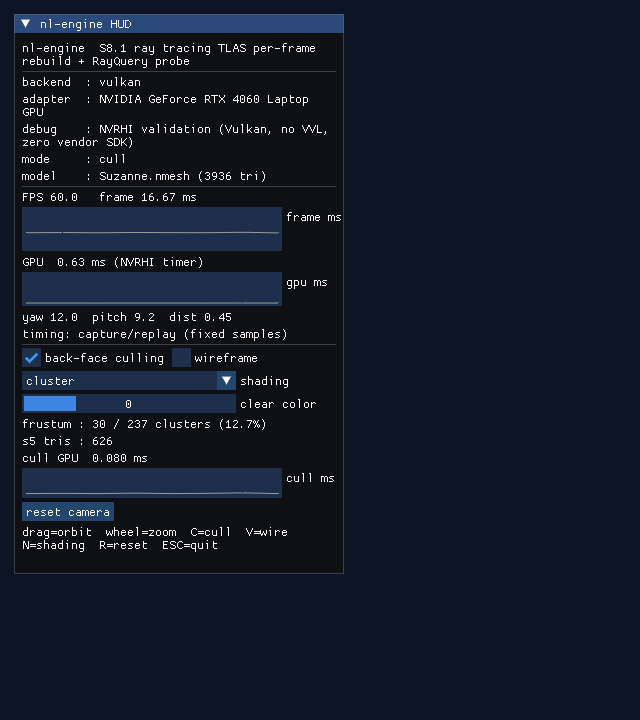 nl-engine HUD
nl-engine  S8.1 ray tracing TLAS per-frame
rebuild + RayQuery probe
backend  : vulkan
adapter  : NVIDIA GeForce RTX 4060 Laptop
GPU
debug    : NVRHI validation (Vulkan, no VVL,
zero vendor SDK)
mode     : cull
model    : Suzanne.nmesh (3936 tri)
FPS 60.0   frame 16.67 ms
frame ms
GPU  0.63 ms (NVRHI timer)
gpu ms
yaw 12.0  pitch 9.2  dist 0.45
timing: capture/replay (fixed samples)
back-face culling  wireframe
cluster  shading
0  clear color
frustum : 30 / 237 clusters (12.7%)
s5 tris : 626
cull GPU  0.080 ms
cull ms
reset camera
drag=orbit  wheel=zoom  C=cull  V=wire
N=shading  R=reset  ESC=quit